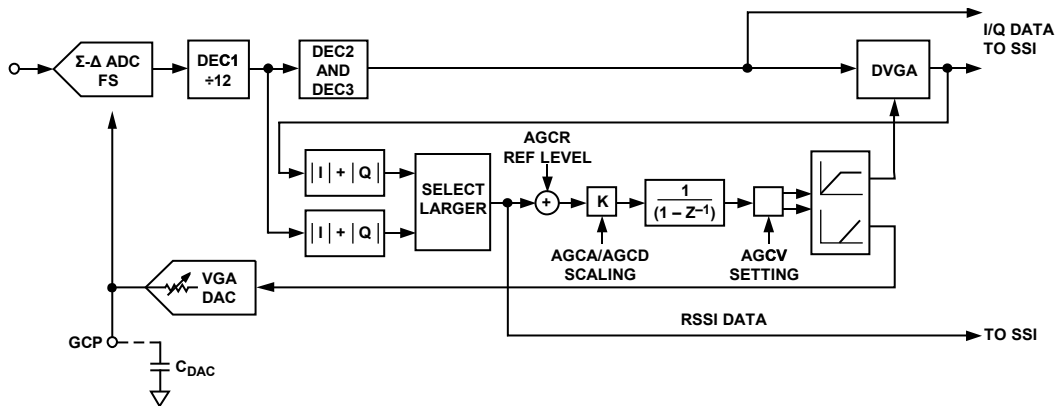 Σ-Δ ADC
FS
DEC1
÷12
DEC2
AND
DEC3
DVGA
I/Q DATA
TO SSI
AGCR
REF LEVEL
|I| + |Q|
|I| + |Q|
SELECT
LARGER
+
K
1
(1 – Z–1)
AGCA/AGCD
SCALING
AGCV
SETTING
VGA
DAC
RSSI DATA
TO SSI
GCP
CDAC